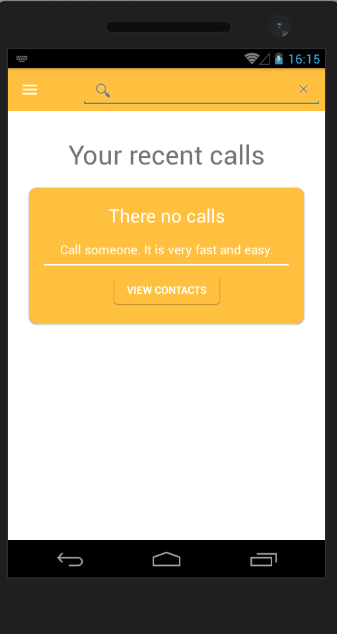 16:15
Your recent calls
There no calls
Call someone. It is very fast and easy.
VIEW CONTACTS